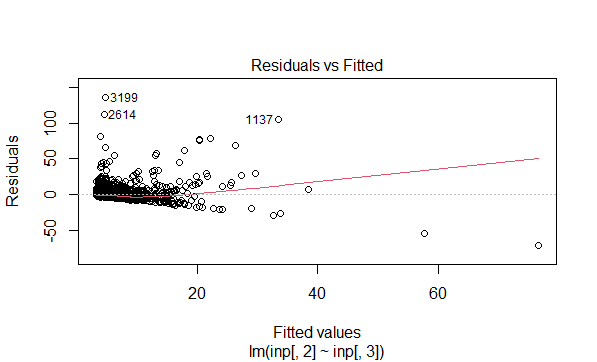 Residuals vs Fitted
Residuals
100
50
0
-50
3199
2614
1137
20 40 60
Fitted values
lm(inp[, 2] ~ inp[, 3])